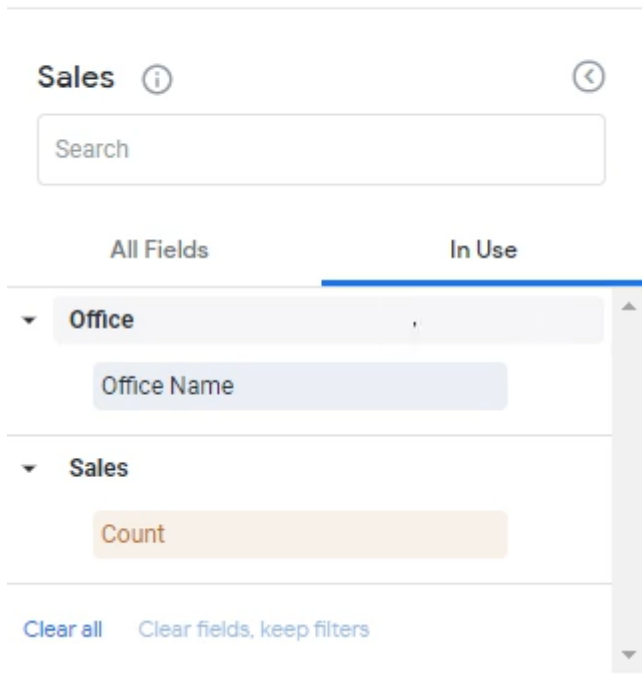 Sales
Search
All Fields In Use
Office
Office Name
Sales
Count
Clear all Clear fields, keep filters